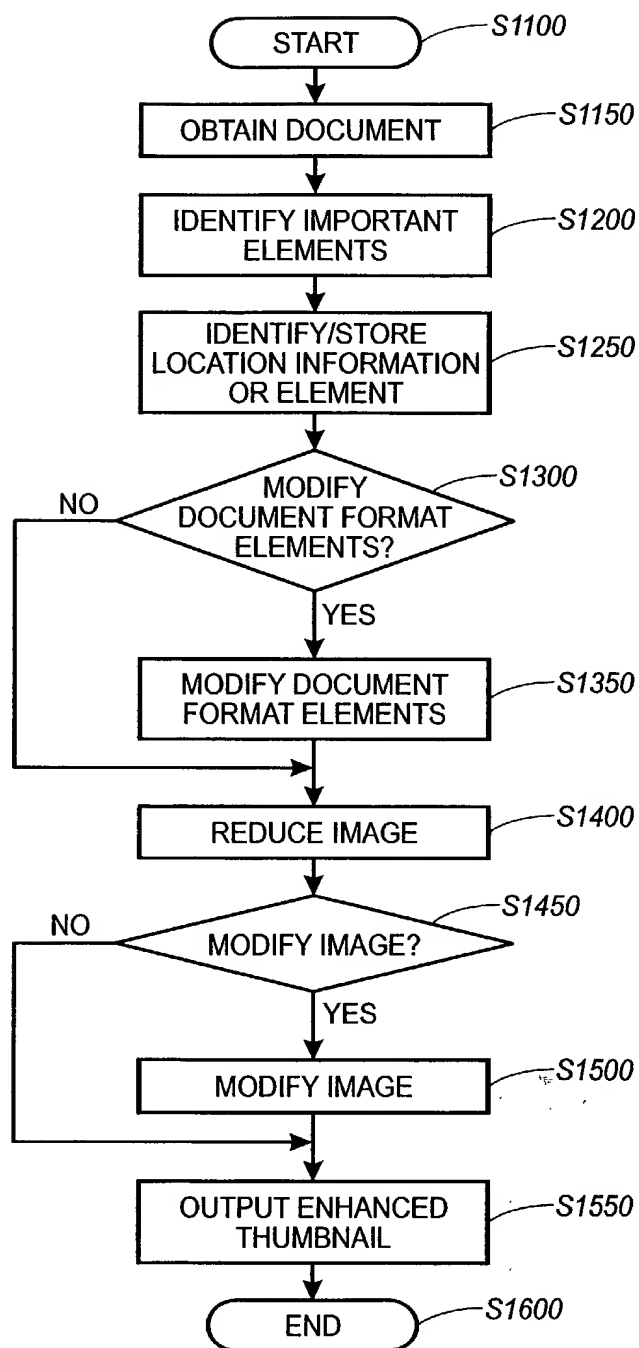 START
S1100
OBTAIN DOCUMENT
S1150
IDENTIFY IMPORTANT
ELEMENTS
S1200
IDENTIFY/STORE
LOCATION INFORMATION
OR ELEMENT
S1250
MODIFY
DOCUMENT FORMAT
ELEMENTS?
S1300
NO
YES
MODIFY DOCUMENT
FORMAT ELEMENTS
S1350
REDUCE IMAGE
S1400
MODIFY IMAGE?
S1450
NO
YES
MODIFY IMAGE
S1500
OUTPUT ENHANCED
THUMBNAIL
S1550
END
S1600